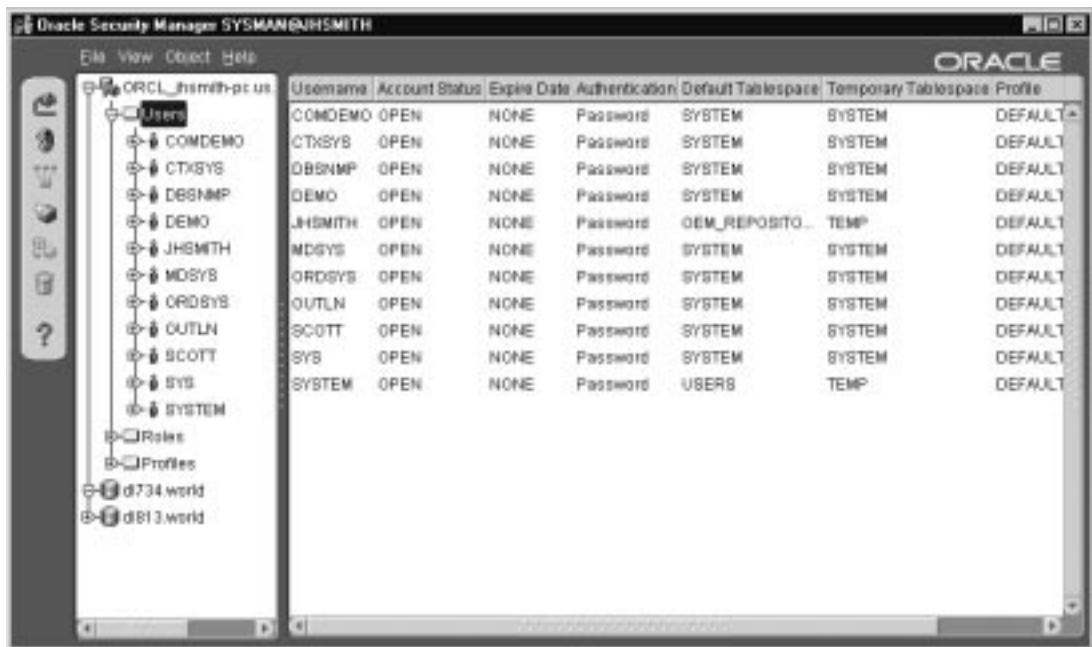 Oracle Security Manager SYSMAN@JHSMITH
File View Object Help
ORACLE
ORCL_jhsmith-pc.us.
Users
COMDEMO
CTXSYS
DBSNMP
DEMO
JHSMITH
MDSYS
ORDSYS
OUTLN
SCOTT
SYS
SYSTEM
Roles
Profiles
dl734.world
dl813.world
Username Account Status Expire Date Authentication Default Tablespace Temporary Tablespace Profile
COMDEMO OPEN NONE Password SYSTEM SYSTEM DEFAULT
CTXSYS OPEN NONE Password SYSTEM SYSTEM DEFAULT
DBSNMP OPEN NONE Password SYSTEM SYSTEM DEFAULT
DEMO OPEN NONE Password SYSTEM SYSTEM DEFAULT
JHSMITH OPEN NONE Password OEM_REPOSITO... TEMP DEFAULT
MDSYS OPEN NONE Password SYSTEM SYSTEM DEFAULT
ORDSYS OPEN NONE Password SYSTEM SYSTEM DEFAULT
OUTLN OPEN NONE Password SYSTEM SYSTEM DEFAULT
SCOTT OPEN NONE Password SYSTEM SYSTEM DEFAULT
SYS OPEN NONE Password SYSTEM SYSTEM DEFAULT
SYSTEM OPEN NONE Password USERS TEMP DEFAULT